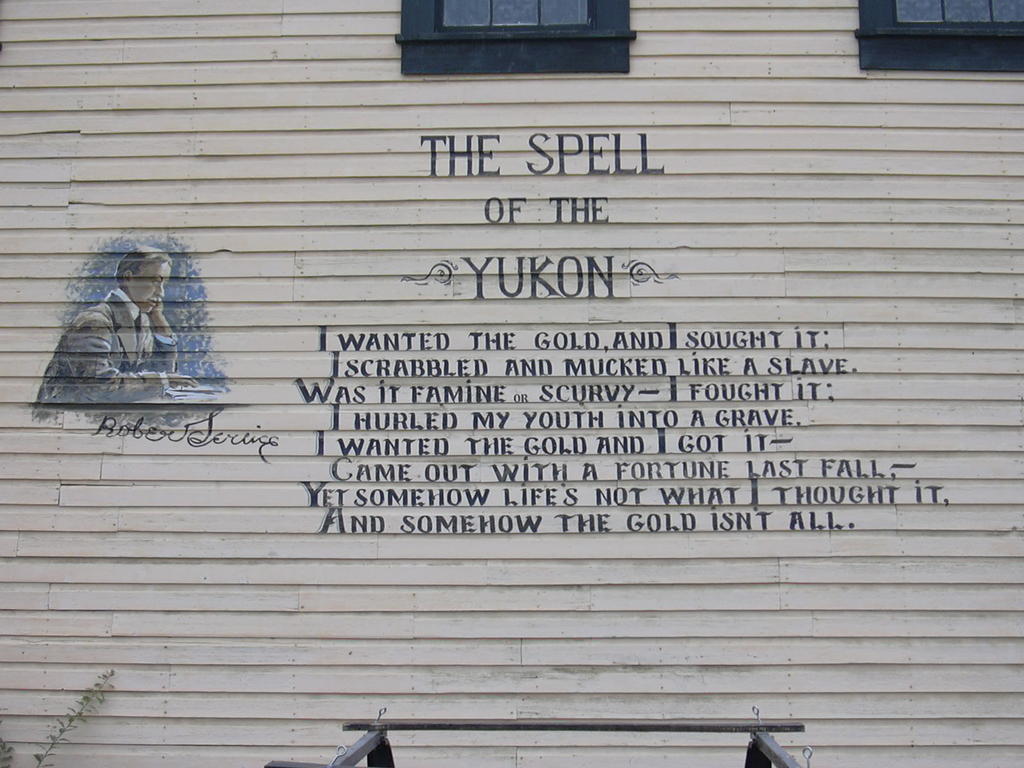 THE SPELL
OF THE
YUKON
I WANTED THE GOLD, AND I SOUGHT IT;
I SCRABBLED AND MUCKED LIKE A SLAVE.
WAS IT FAMINE OR SCURVY— I FOUGHT IT;
I HURLED MY YOUTH INTO A GRAVE.
I WANTED THE GOLD AND I GOT IT—
CAME OUT WITH A FORTUNE LAST FALL,—
YET SOMEHOW LIFE'S NOT WHAT I THOUGHT IT,
AND SOMEHOW THE GOLD ISN'T ALL.
Robert Service